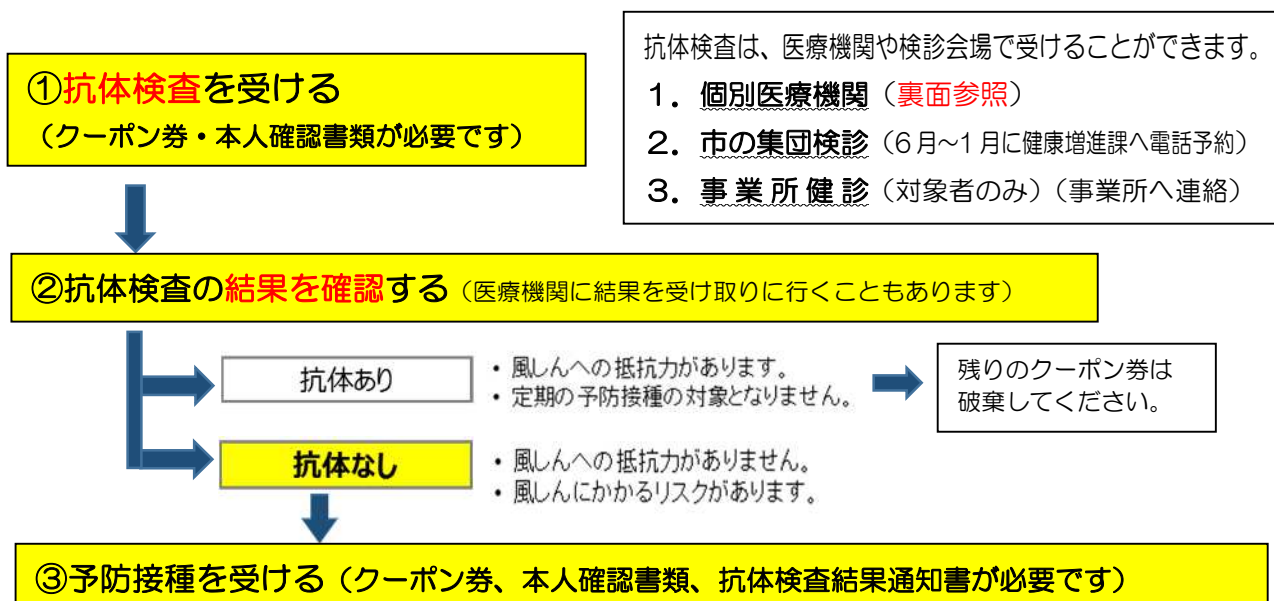 ①抗体検査を受ける
（クーポン券・本人確認書類が必要です）
抗体検査は、医療機関や検診会場で受けることができます。
１．個別医療機関（裏面参照）
２．市の集団検診（6月～1月に健康増進課へ電話予約）
３．事業所健診（対象者のみ）（事業所へ連絡）
②抗体検査の結果を確認する（医療機関に結果を受け取りに行くこともあります）
抗体あり
・風しんへの抵抗力があります。
・定期の予防接種の対象となりません。
残りのクーポン券は
破棄してください。
抗体なし
・風しんへの抵抗力がありません。
・風しんにかかるリスクがあります。
③予防接種を受ける（クーポン券、本人確認書類、抗体検査結果通知書が必要です）